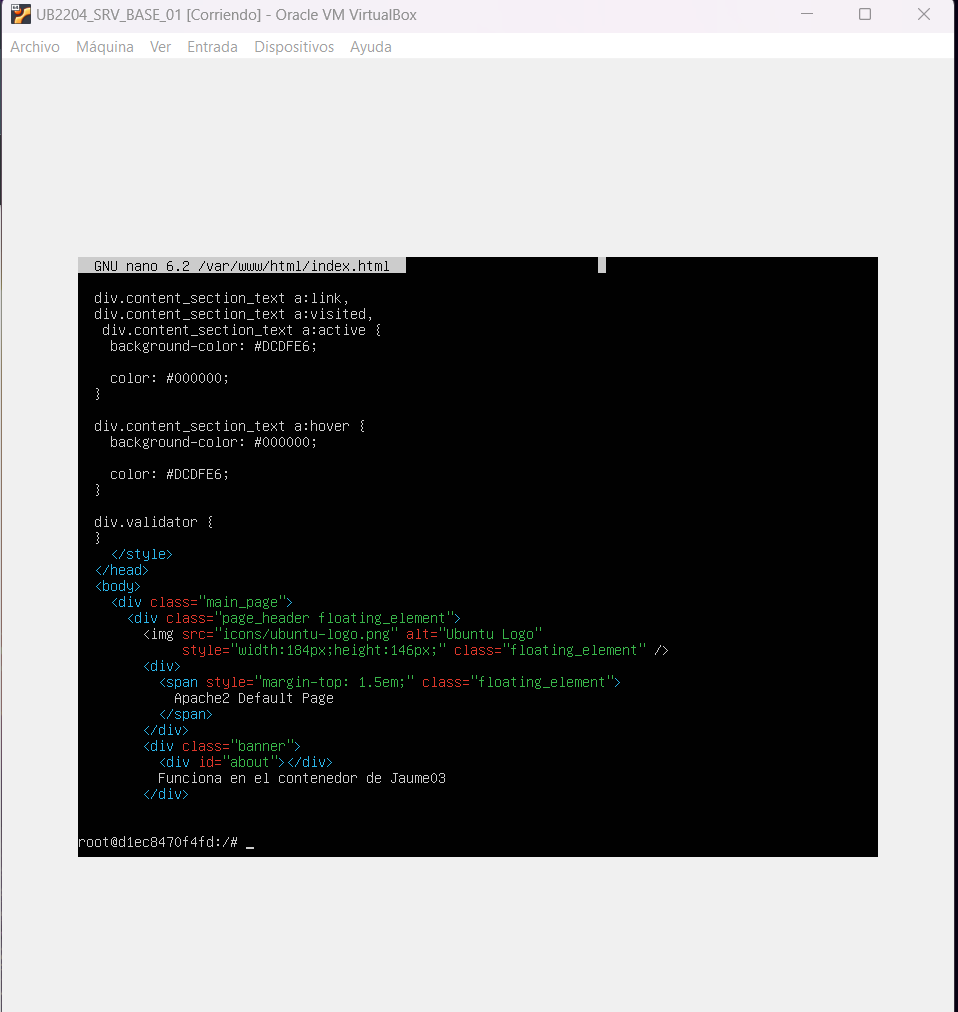 UB2204_SRV_BASE_01 [Corriendo] - Oracle VM VirtualBox
Archivo Máquina Ver Entrada Dispositivos Ayuda
GNU nano 6.2 /var/www/html/index.html
div.content_section_text a:link,
div.content_section_text a:visited,
div.content_section_text a:active {
background-color: #DCDFE6;
color: #000000;
}
div.content_section_text a:hover {
background-color: #000000;
color: #DCDFE6;
}
div.validator {
}
</style>
</head>
<body>
<div class="main_page">
<div class="page_header floating_element">
<img src="icons/ubuntu-logo.png" alt="Ubuntu Logo"
style="width:184px;height:146px;" class="floating_element" />
<div>
<span style="margin-top: 1.5em;" class="floating_element">
Apache2 Default Page
</span>
</div>
<div class="banner">
<div id="about"></div>
Funciona en el contenedor de Jaume03
</div>
root@d1ec8470f4fd:/# _